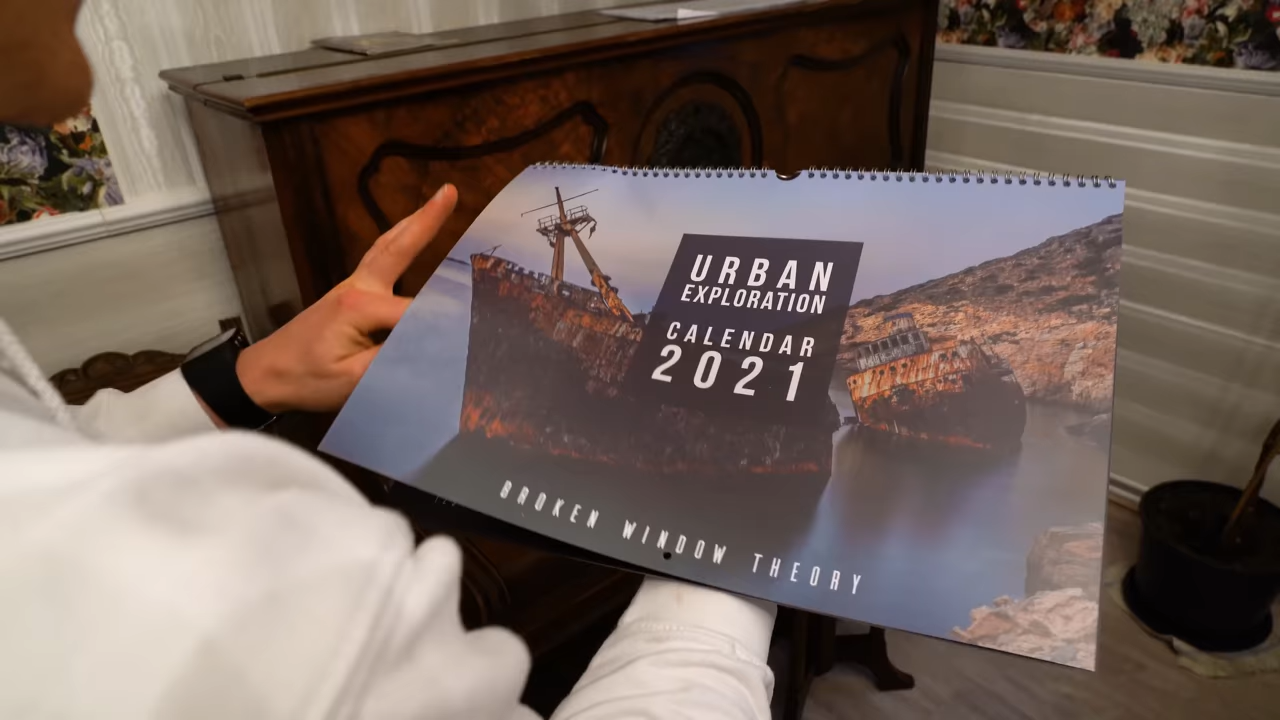 URBAN
EXPLORATION
CALENDAR
2021
BROKEN WINDOW THEORY